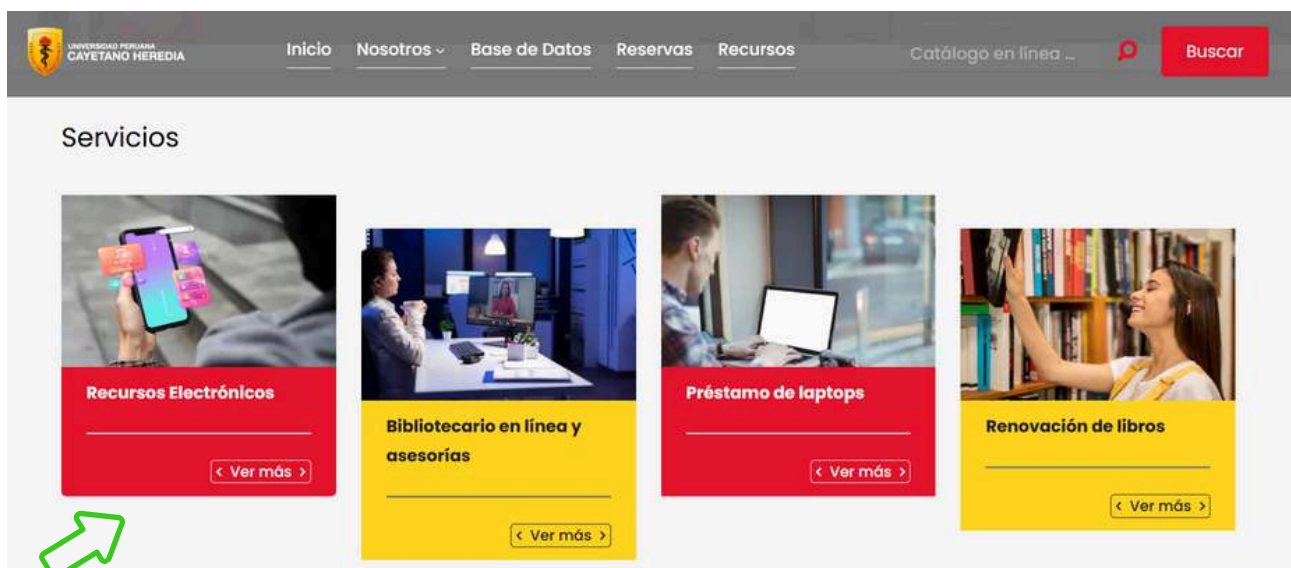 UNIVERSIDAD PERUANA
CAYETANO HEREDIA
Inicio
Nosotros
Base de Datos
Reservas
Recursos
Catálogo en línea ...
Buscar
Servicios
Recursos Electrónicos
< Ver más >
Bibliotecario en línea y
asesorías
< Ver más >
Préstamo de laptops
< Ver más >
Renovación de libros
< Ver más >